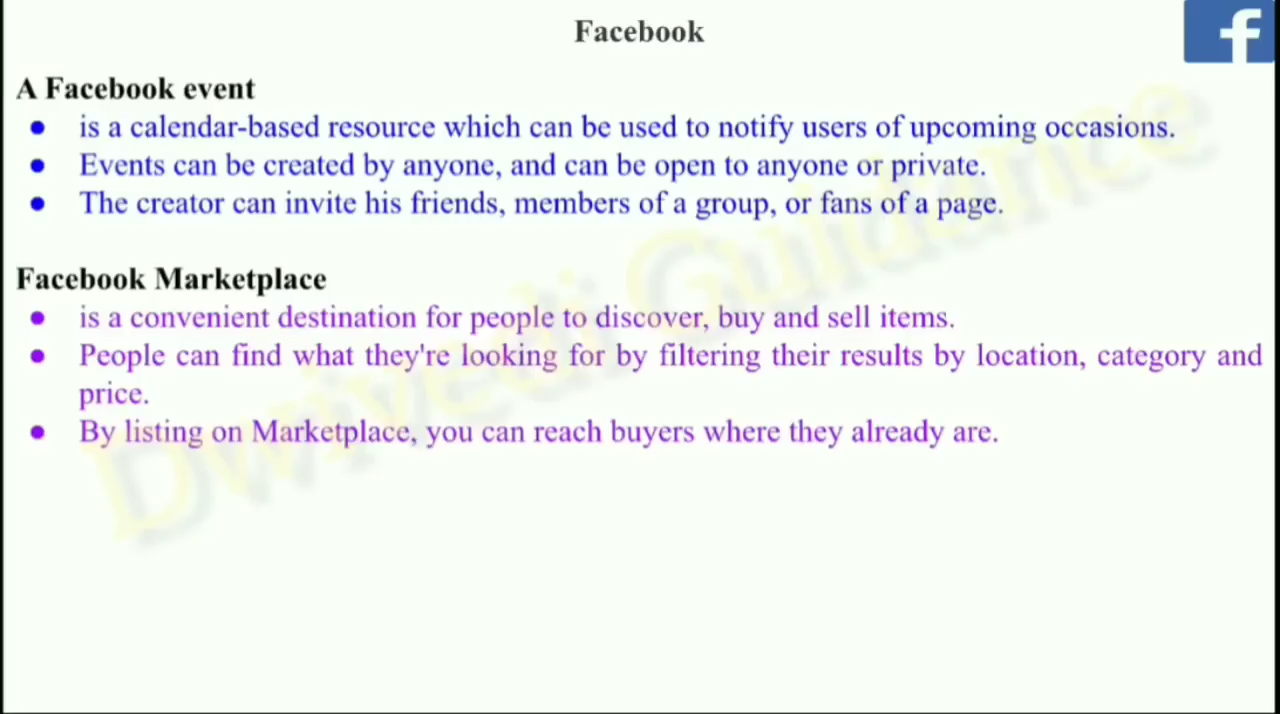 Facebook
f
A Facebook event
● is a calendar-based resource which can be used to notify users of upcoming occasions.
● Events can be created by anyone, and can be open to anyone or private.
● The creator can invite his friends, members of a group, or fans of a page.
Facebook Marketplace
● is a convenient destination for people to discover, buy and sell items.
● People can find what they're looking for by filtering their results by location, category and
price.
● By listing on Marketplace, you can reach buyers where they already are.
Dwivedi Guidance